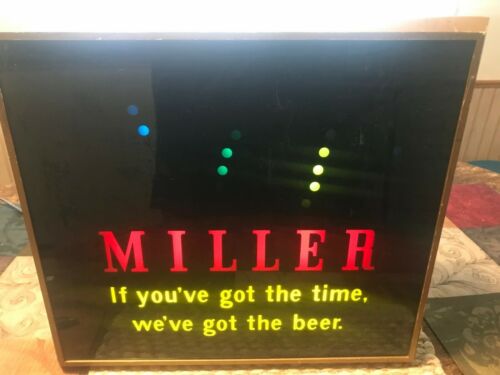 MILLER
If you've got the time,
we've got the beer.